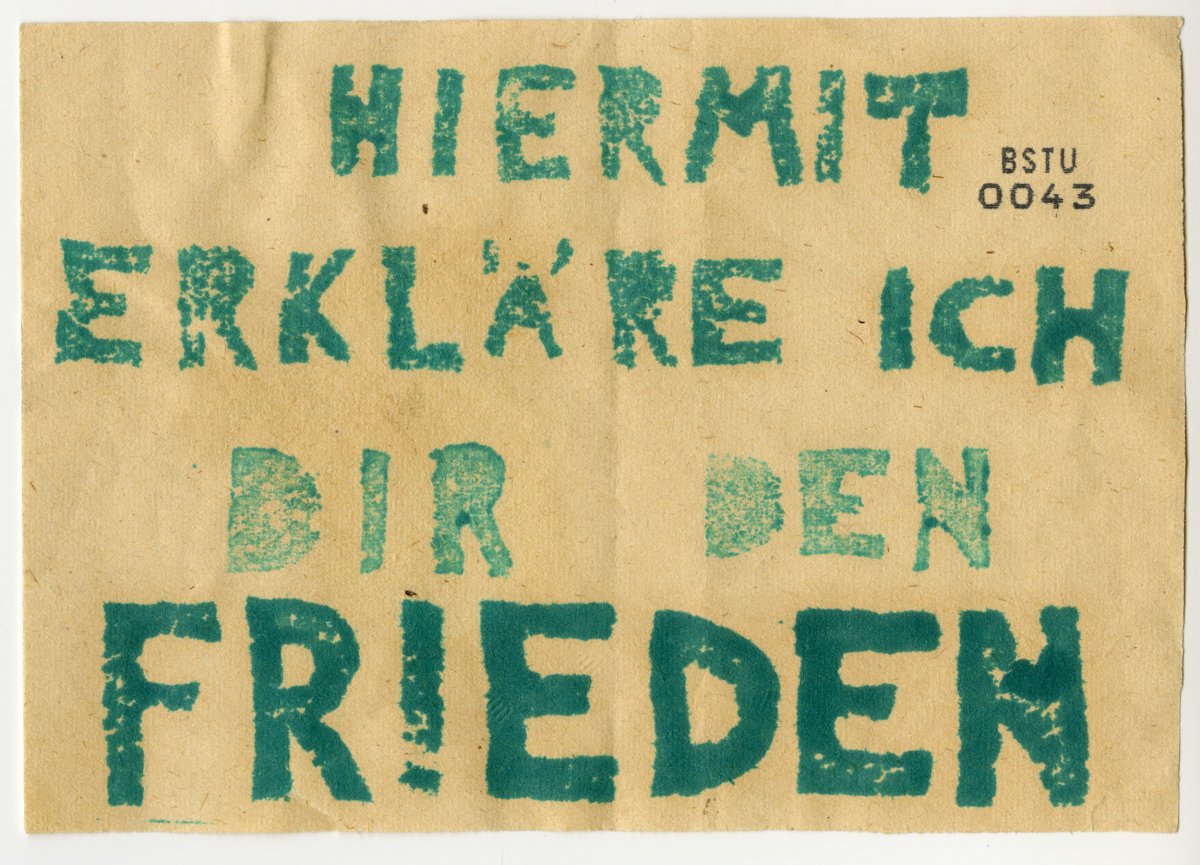 HIERMIT
BSTU
0043
ERKLÄRE ICH
DIR DEN
FRIEDEN